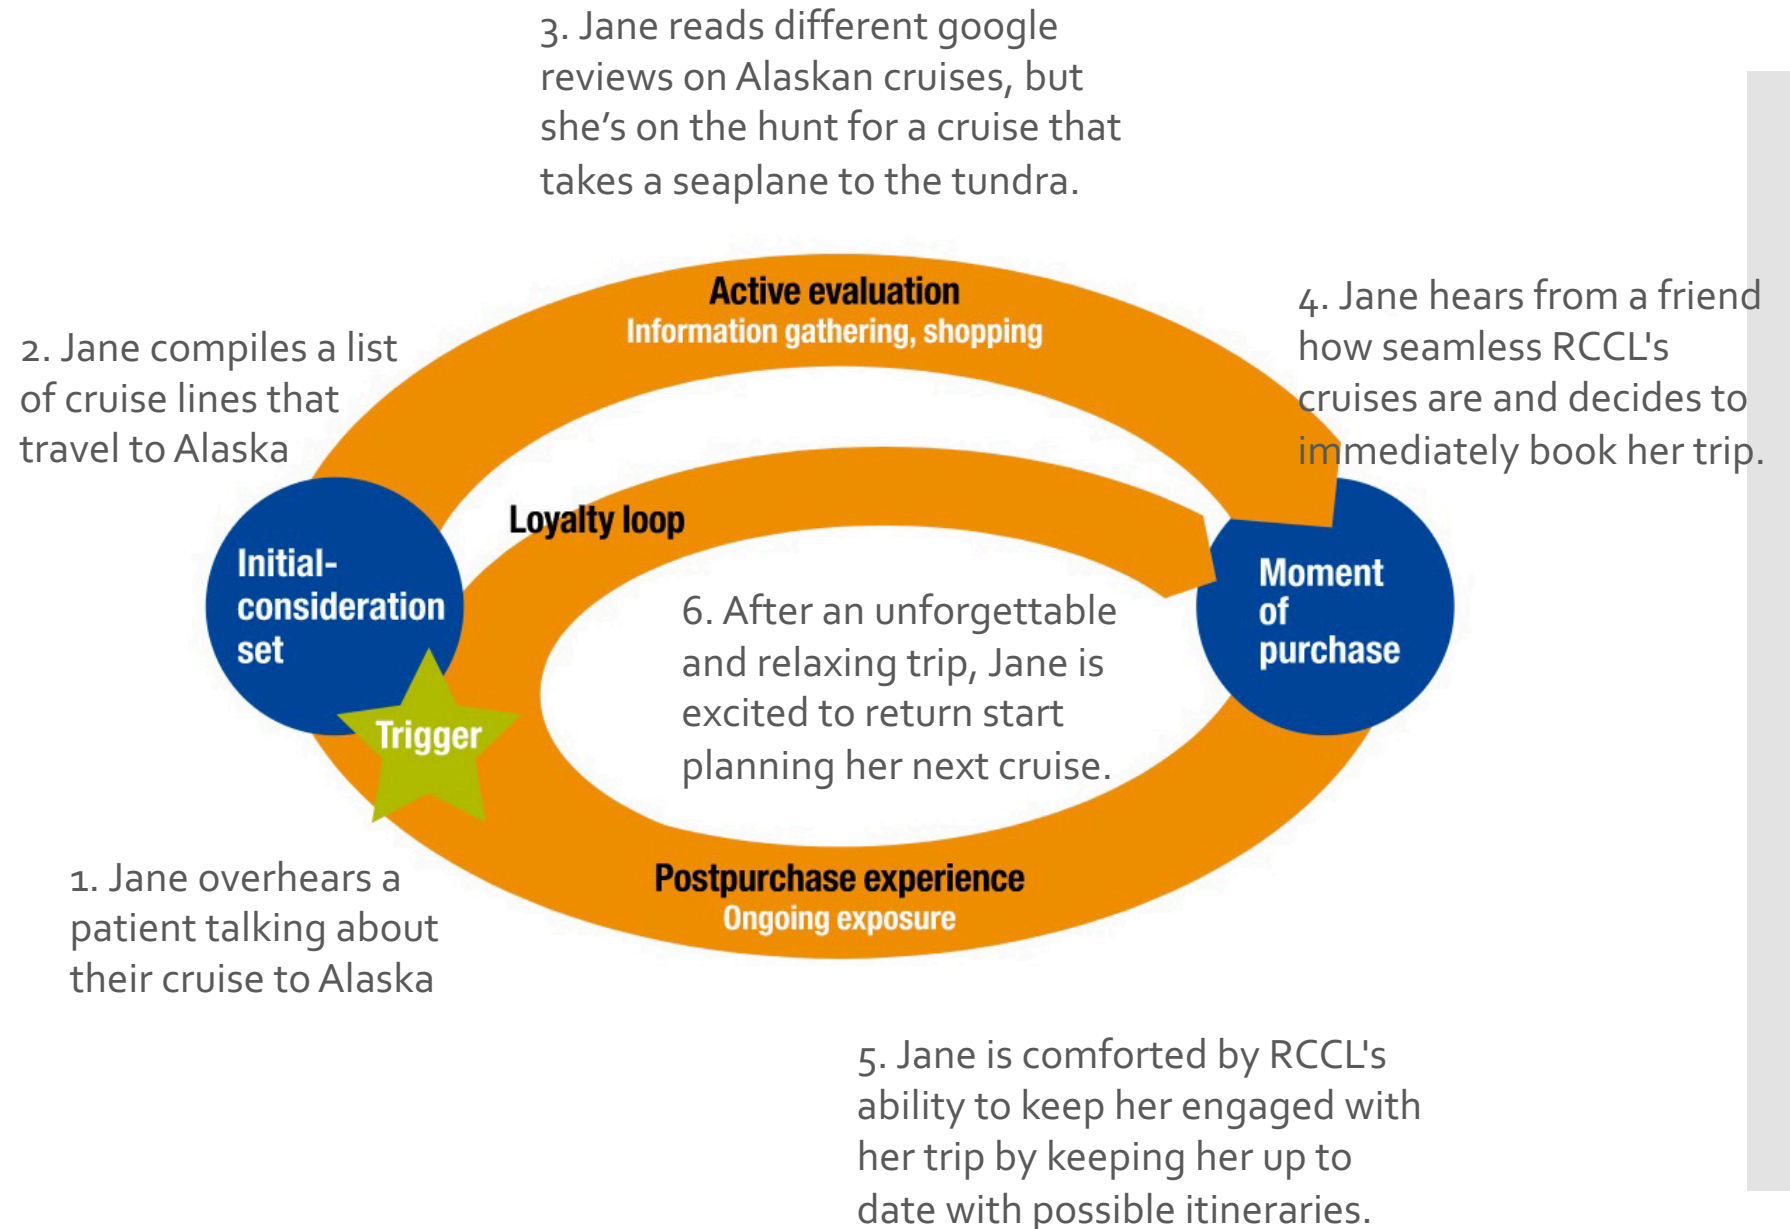 3. Jane reads different google
reviews on Alaskan cruises, but
she’s on the hunt for a cruise that
takes a seaplane to the tundra.
Active evaluation
Information gathering, shopping
4. Jane hears from a friend
how seamless RCCL's
cruises are and decides to
immediately book her trip.
2. Jane compiles a list
of cruise lines that
travel to Alaska
Loyalty loop
Initial-
consideration
set
Moment
of
purchase
6. After an unforgettable
and relaxing trip, Jane is
excited to return start
planning her next cruise.
Trigger
1. Jane overhears a
patient talking about
their cruise to Alaska
Postpurchase experience
Ongoing exposure
5. Jane is comforted by RCCL's
ability to keep her engaged with
her trip by keeping her up to
date with possible itineraries.